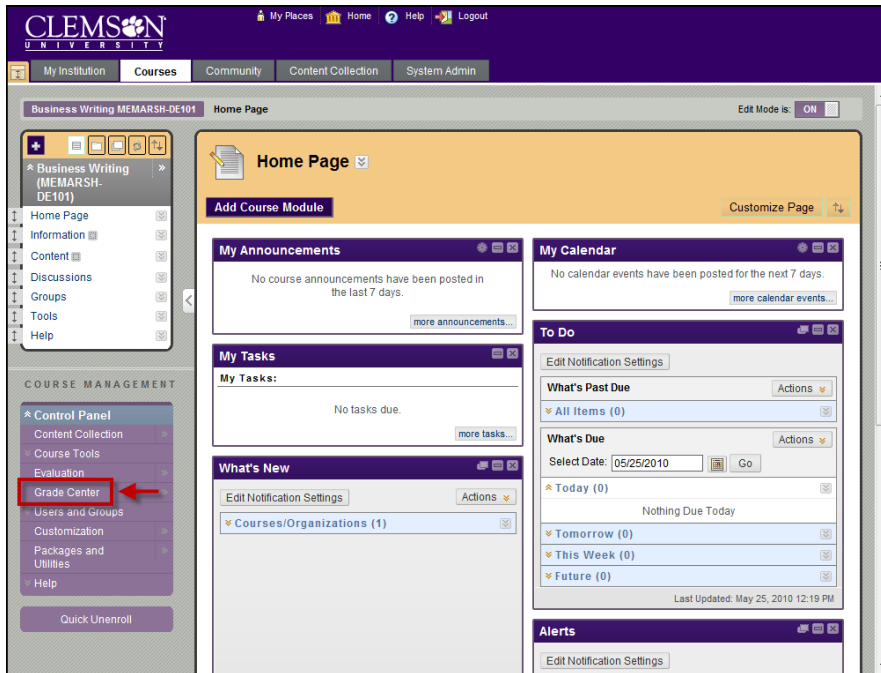 CLEMSON
UNIVERSITY
My Places Home Help Logout
My Institution Courses Community Content Collection System Admin
Business Writing MEMARSH-DE101 Home Page Edit Mode is: ON
Business Writing
(MEMARSH-
DE101)
Home Page
Information
Content
Discussions
Groups
Tools
Help
COURSE MANAGEMENT
Control Panel
Content Collection
Course Tools
Evaluation
Grade Center
Users and Groups
Customization
Packages and
Utilities
Help
Quick Unenroll
Home Page
Add Course Module Customize Page
My Announcements
No course announcements have been posted in
the last 7 days.
more announcements...
My Tasks
My Tasks:
No tasks due.
more tasks...
What's New
Edit Notification Settings Actions
Courses/Organizations (1)
My Calendar
No calendar events have been posted for the next 7 days.
more calendar events...
To Do
Edit Notification Settings
What's Past Due Actions
All Items (0)
What's Due Actions
Select Date: 05/25/2010 Go
Today (0)
Nothing Due Today
Tomorrow (0)
This Week (0)
Future (0)
Last Updated: May 25, 2010 12:19 PM
Alerts
Edit Notification Settings